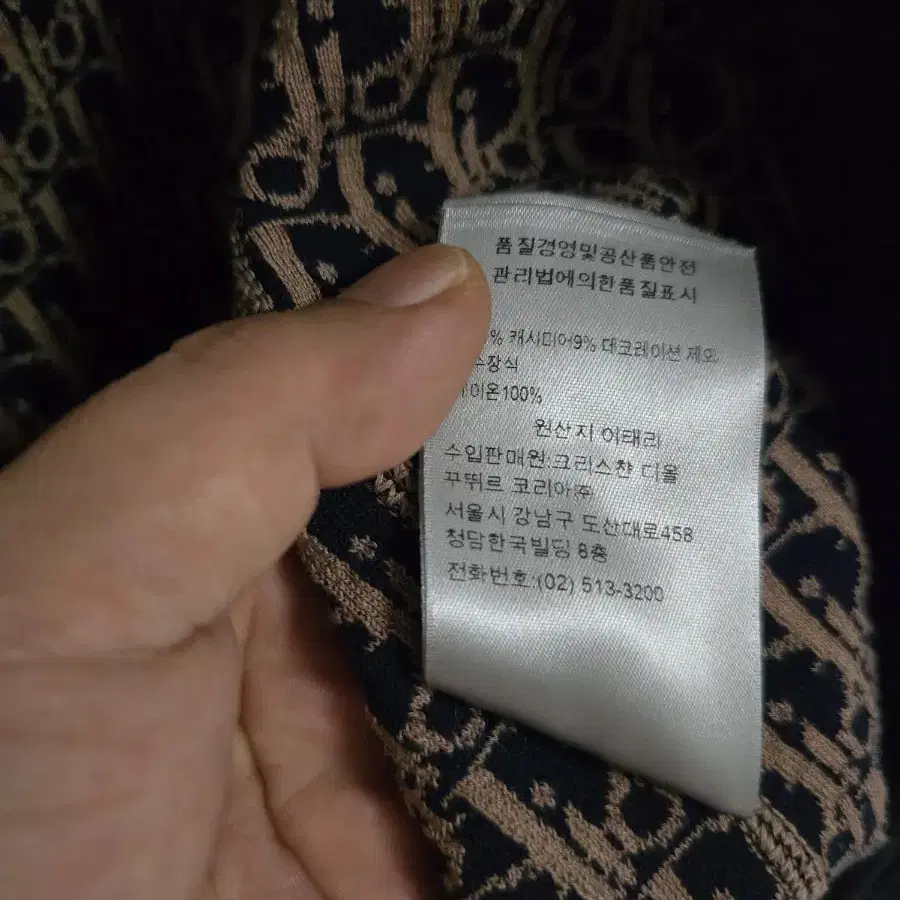 품질경영및공산품안전
관리법에의한품질표시
% 캐시미어9% 데코레이션 제외
장식
이온100%
원산지 이태리
수입판매원:크리스챤 디올
꾸뛰르 코리아㈜
서울시 강남구 도산대로458
청담한국빌딩 8층
전화번호:(02) 513-3200